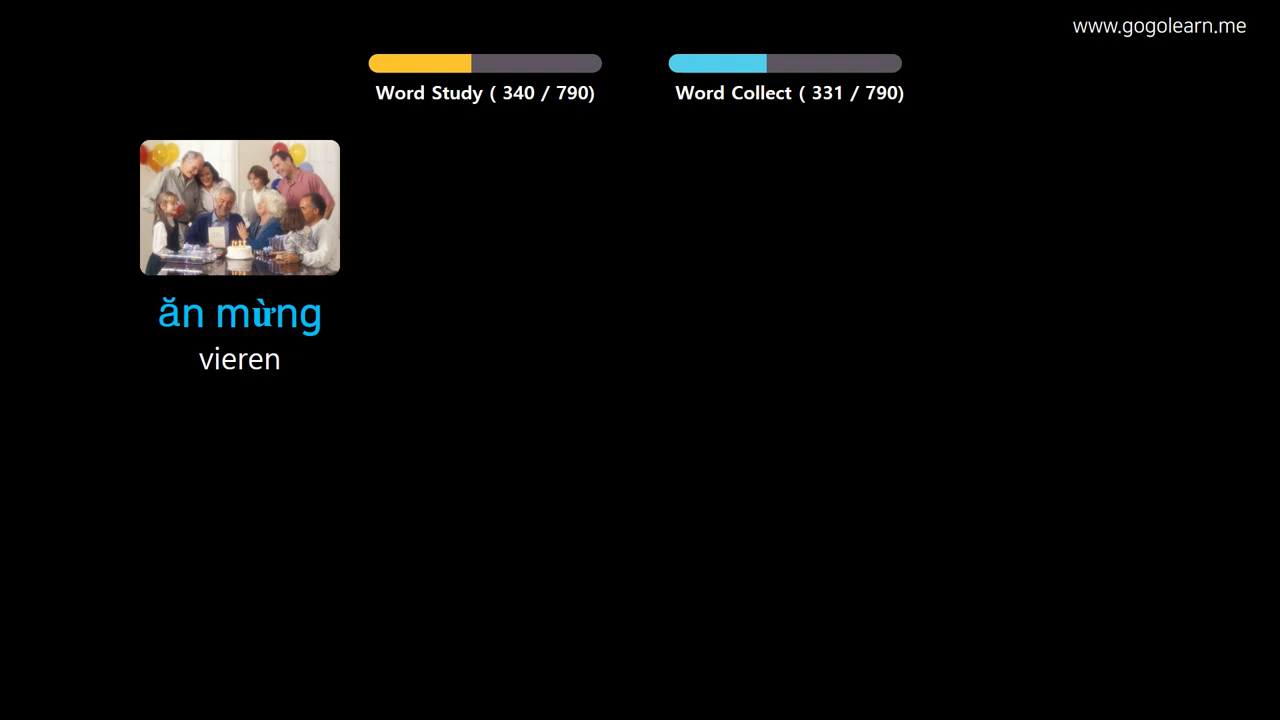 www.gogolearn.me
Word Study ( 340 / 790)
Word Collect ( 331 / 790)
ăn mừng
vieren